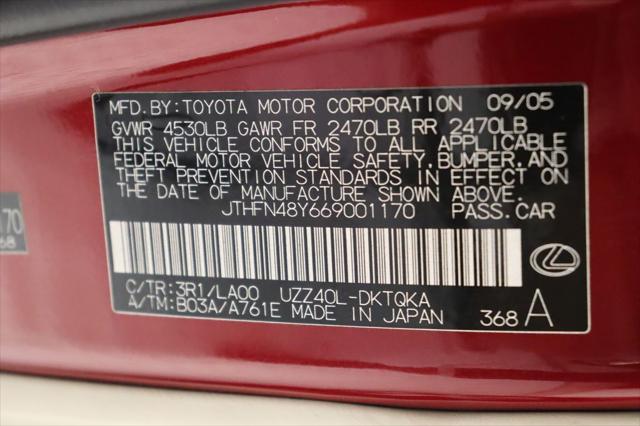 MFD.BY:TOYOTA MOTOR CORPORATION 09/05
GVWR 4530LB GAWR FR 2470LB RR 2470LB
THIS VEHICLE CONFORMS TO ALL APPLICABLE
FEDERAL MOTOR VEHICLE SAFETY,BUMPER,AND
THEFT PREVENTION STANDARDS IN EFFECT ON
THE DATE OF MANUFACTURE SHOWN ABOVE.
JTHFN48Y669001170 PASS.CAR
C/TR:3R1/LA00 UZZ40L-DKTQKA
A/TM:B03A/A761E MADE IN JAPAN 368 A
170
68